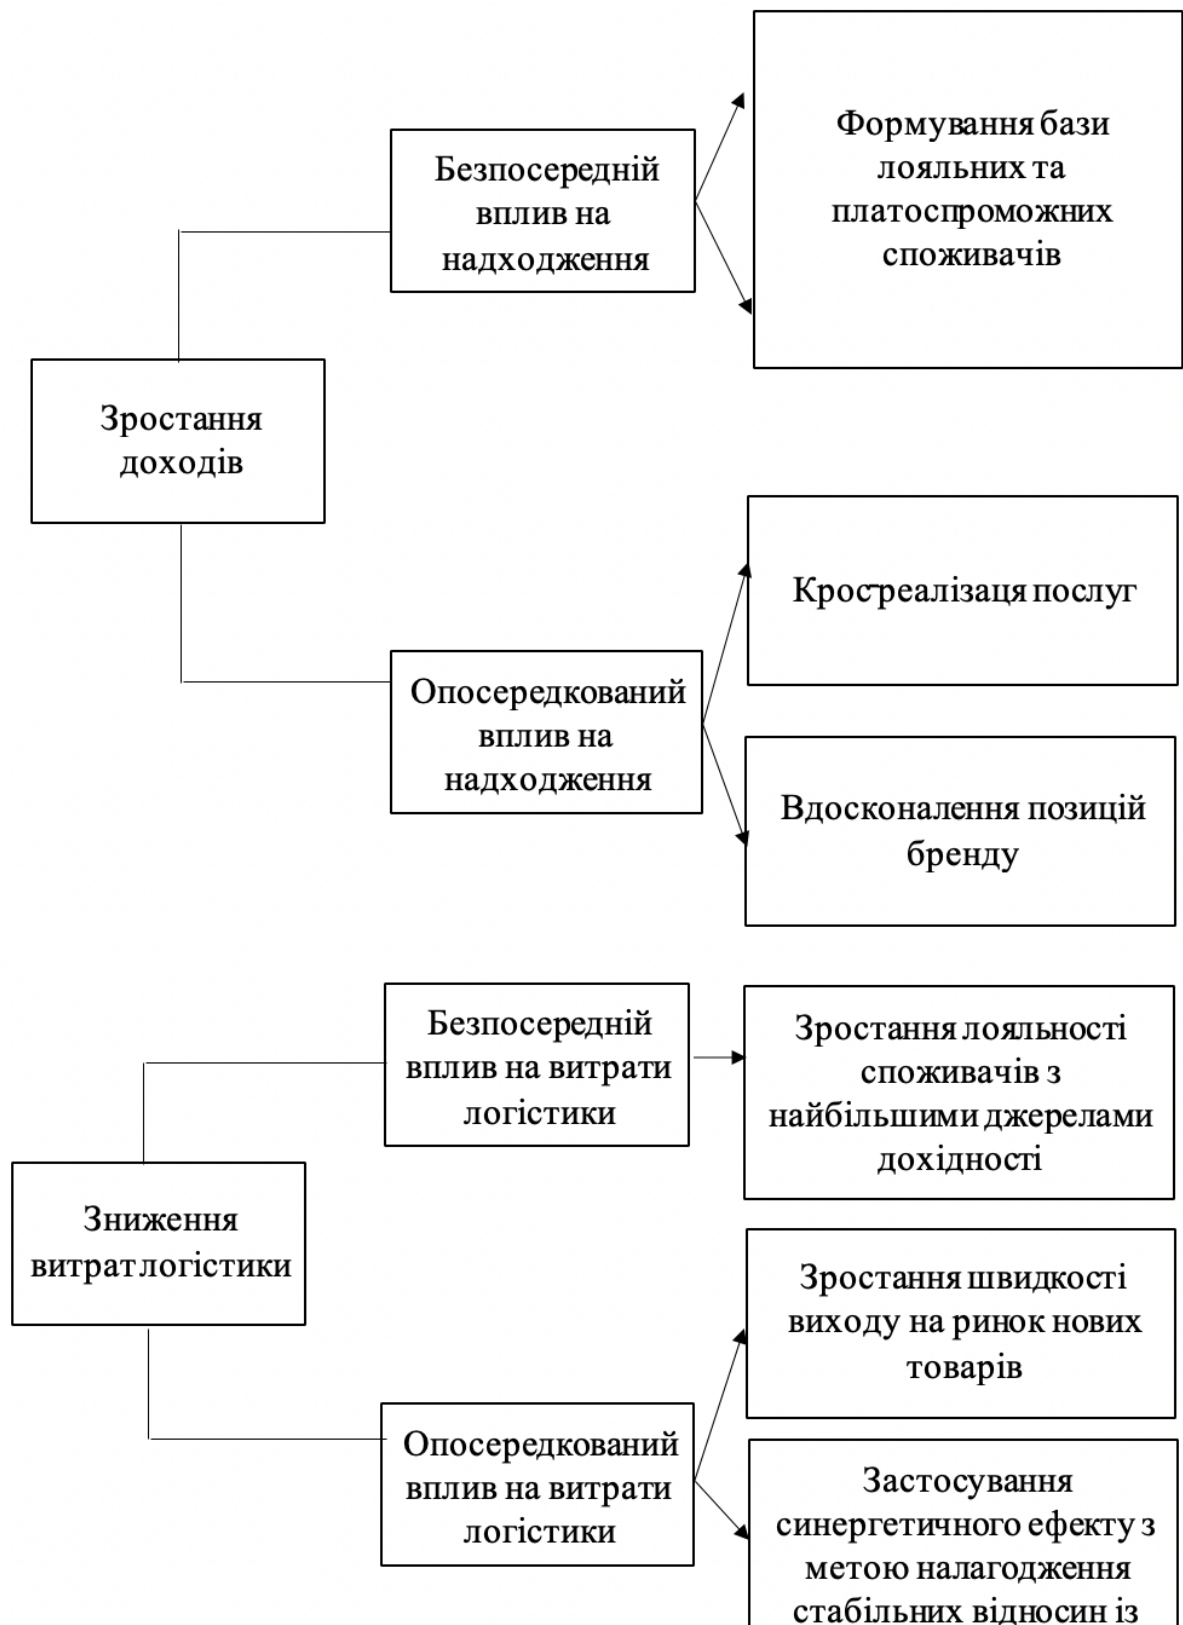 Формування бази
лояльних та
платоспроможних
споживачів
Безпосередній
вплив на
надходження
Зростання
доходів
Крос-реалізаця послуг
Опосередкований
вплив на
надходження
Вдосконалення позицій
бренду
Безпосередній
вплив на витрати
логістики
Зростання лояльності
споживачів з
найбільшими джерелами
дохідності
Зниження
витрат логістики
Зростання швидкості
виходу на ринок нових
товарів
Опосередкований
вплив на витрати
логістики
Застосування
синергетичного ефекту з
метою налагодження
стабільних відносин із